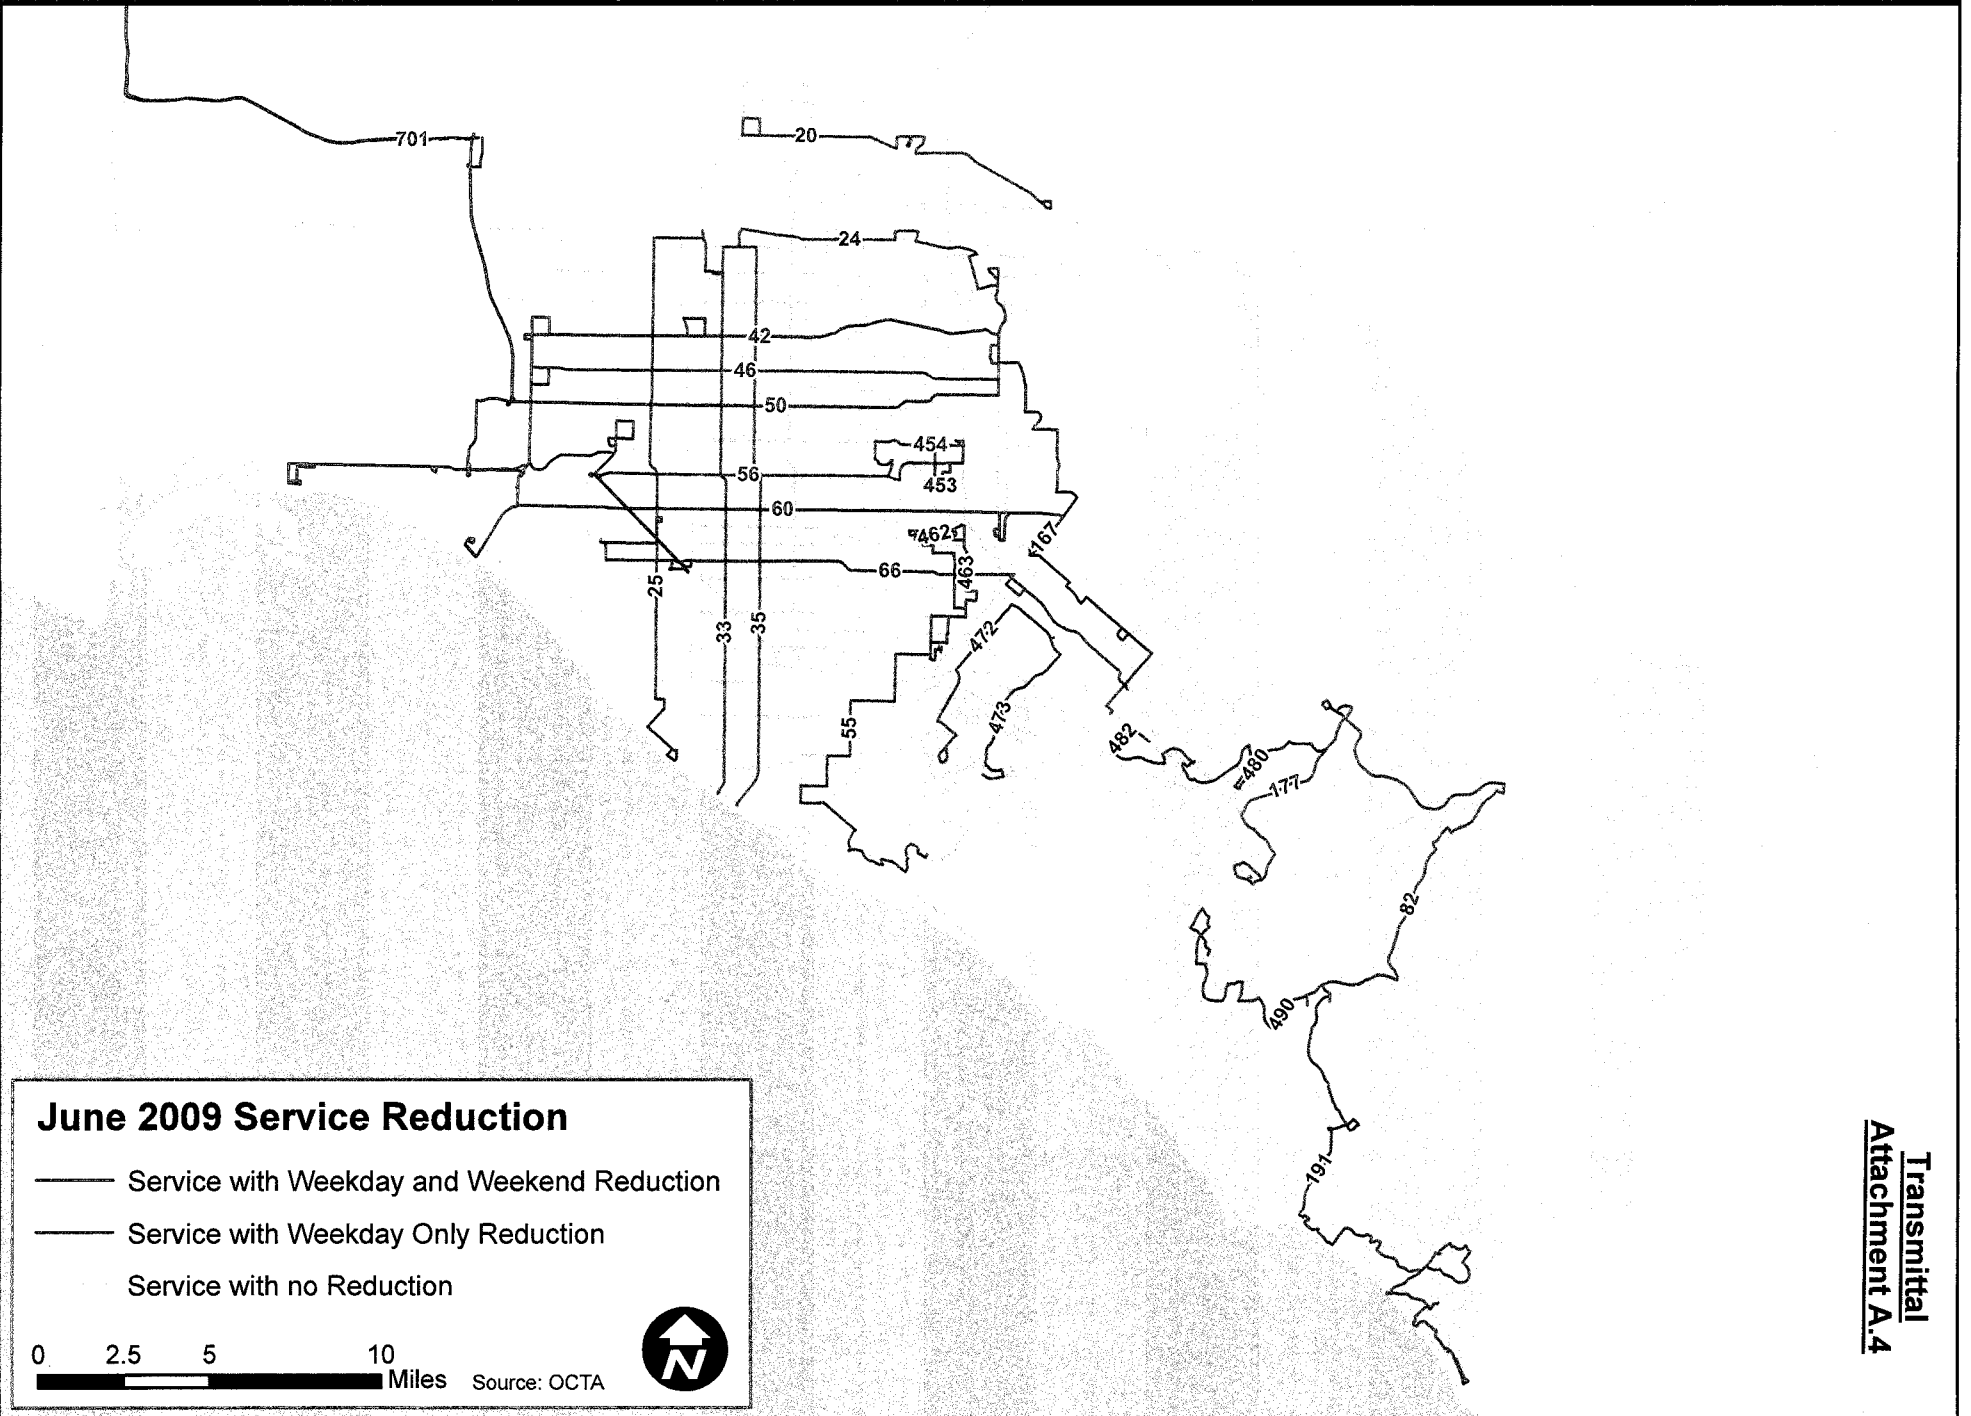 701
20
24
42
46
50
454
56
453
60
462
167
463
66
25
33
35
472
473
55
482
480
177
82
490
191
June 2009 Service Reduction
Service with Weekday and Weekend Reduction
Service with Weekday Only Reduction
Service with no Reduction
0 2.5 5 10
Miles
Source: OCTA
N
Transmittal
Attachment A.4